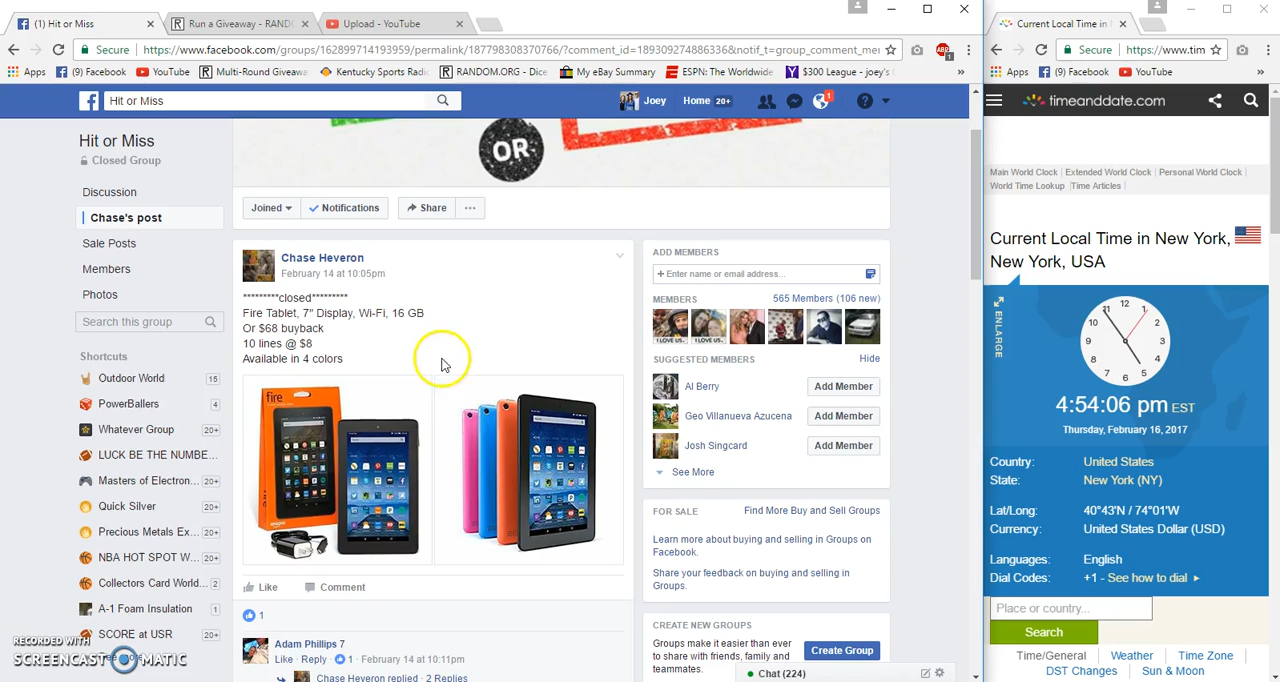 (1) Hit or Miss
Run a Giveaway - RAND
Upload - YouTube
Current Local Time in
Secure
https://www.facebook.com/groups/162899714193959/permalink/187798308370766/?comment_id=189309274886336&notif_t=group_comment_me
Secure
https://www.tim
Apps
(9) Facebook
YouTube
Multi-Round Giveawa
Kentucky Sports Radi
RANDOM.ORG - Dice
My eBay Summary
ESPN: The Worldwide
$300 League - joey's
»
Apps
(9) Facebook
YouTube
»
Hit or Miss
Joey
Home 20+
1
timeanddate.com
Hit or Miss
Closed Group
Discussion
Chase's post
Sale Posts
Members
Photos
Search this group
Shortcuts
Outdoor World 15
PowerBallers 4
Whatever Group 20+
LUCK BE THE NUMBE...
Masters of Electron... 20+
Quick Silver 20+
Precious Metals Ex... 20+
NBA HOT SPOT W... 20+
Collectors Card World... 2
A-1 Foam Insulation 1
SCORE at USR 20+
RECORDED WITH
SCREENCAST MATIC
OR
Joined
Notifications
Share
...
Chase Heveron
February 14 at 10:05pm
*********closed*********
Fire Tablet, 7" Display, Wi-Fi, 16 GB
Or $68 buyback
10 lines @ $8
Available in 4 colors
fire
Like
Comment
1
Adam Phillips 7
Like · Reply · 1 · February 14 at 10:11pm
Chase Heveron replied · 2 Replies
ADD MEMBERS
+ Enter name or email address...
MEMBERS
565 Members (106 new)
SUGGESTED MEMBERS
Hide
Al Berry
Add Member
Geo Villanueva Azucena
Add Member
Josh Singcard
Add Member
See More
FOR SALE
Find More Buy and Sell Groups
Learn more about buying and selling in Groups on
Facebook.
Share your feedback on buying and selling in
Groups.
CREATE NEW GROUPS
Groups make it easier than ever
to share with friends, family and
teammates.
Create Group
Chat (224)
Main World Clock
Extended World Clock
Personal World Clock
World Time Lookup
Time Articles
Current Local Time in New York,
New York, USA
ENLARGE
12
1
2
3
4
5
6
7
8
9
10
11
4:54:06 pm EST
Thursday, February 16, 2017
Country: United States
State: New York (NY)
Lat/Long: 40°43'N / 74°01'W
Currency: United States Dollar (USD)
Languages: English
Dial Codes: +1 - See how to dial
Place or country...
Search
Time/General
Weather
Time Zone
DST Changes
Sun & Moon